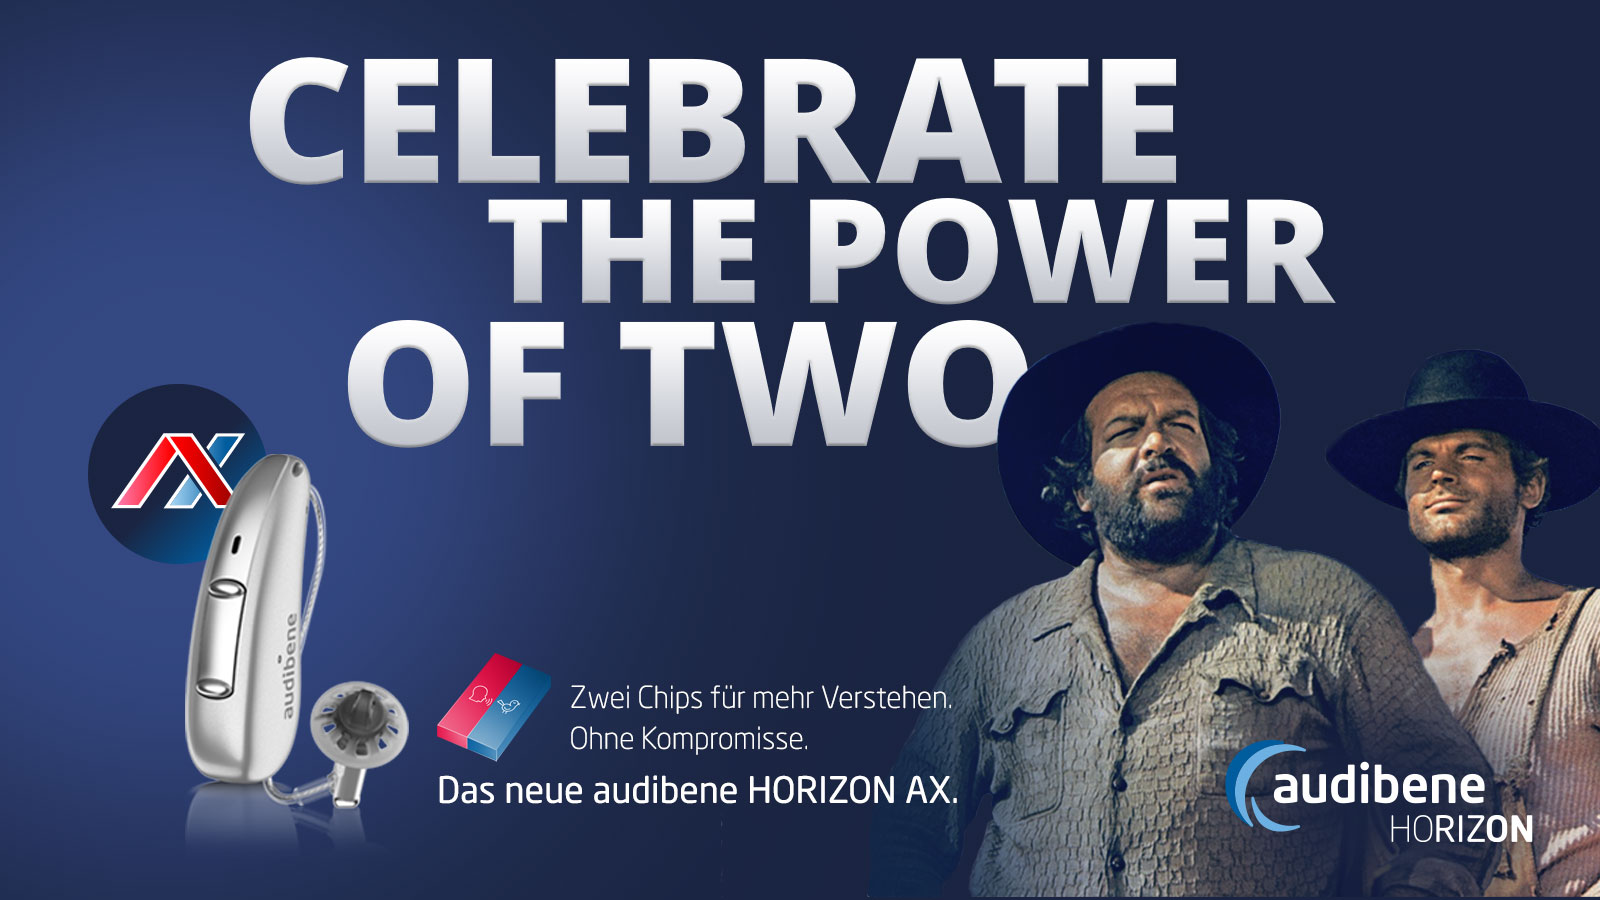 CELEBRATE
THE POWER
OF TWO
AX
audibene
Zwei Chips für mehr Verstehen.
Ohne Kompromisse.
Das neue audibene HORIZON AX.
audibene
HORIZON